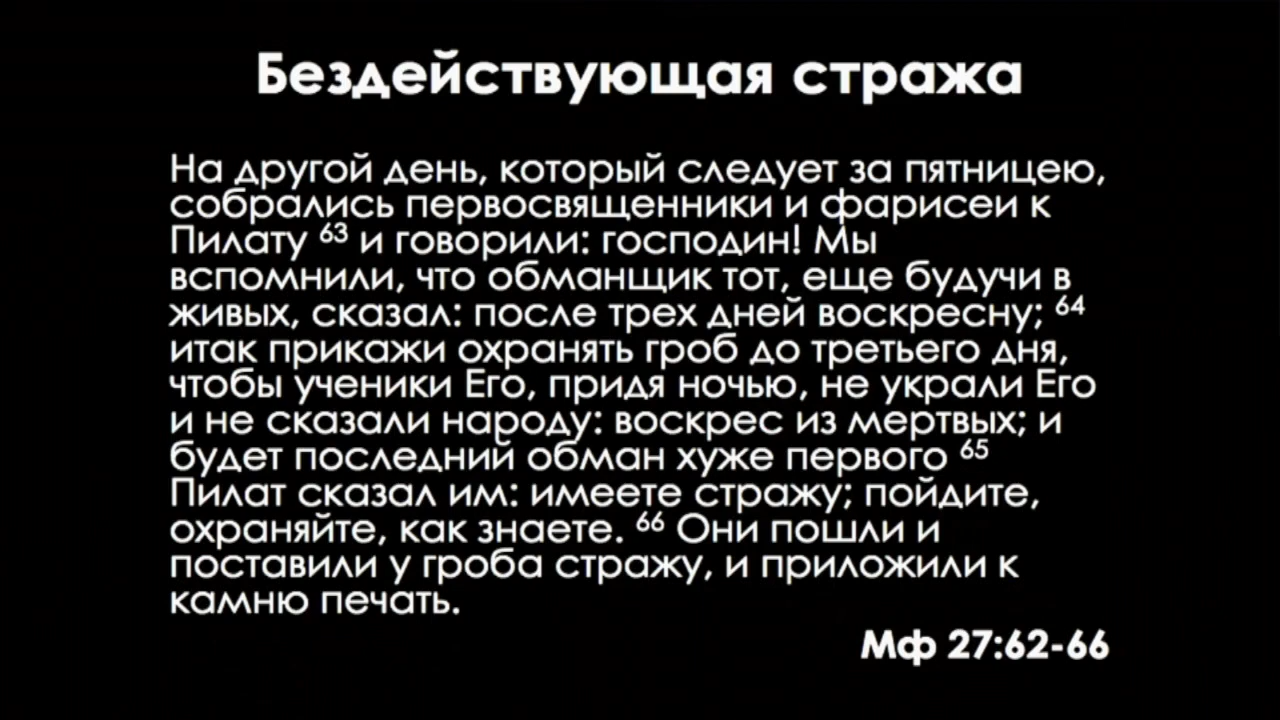 Бездействующая стража
На другой день, который следует за пятницею,
собрались первосвященники и фарисеи к
Пилату 63 и говорили: господин! Мы
вспомнили, что обманщик тот, еще будучи в
живых, сказал: после трех дней воскресну; 64
итак прикажи охранять гроб до третьего дня,
чтобы ученики Его, придя ночью, не украли Его
и не сказали народу: воскрес из мертвых; и
будет последний обман хуже первого 65
Пилат сказал им: имеете стражу; пойдите,
охраняйте, как знаете. 66 Они пошли и
поставили у гроба стражу, и приложили к
камню печать.
Мф 27:62-66